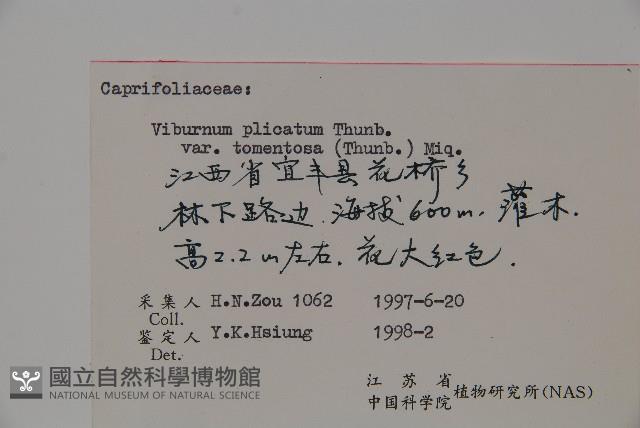 Caprifoliaceae:
Viburnum plicatum Thunb.
var. tomentosa (Thunb.) Miq.
江西省宜丰县花桥乡
林下路边.海拔600m.灌木.
高2.2m左右.花大红色.
采集人 H.N.Zou 1062 1997-6-20
Coll.
鉴定人 Y.K.Hsiung 1998-2
Det.
江苏省
中国科学院 植物研究所(NAS)
國立自然科學博物館
NATIONAL MUSEUM OF NATURAL SCIENCE